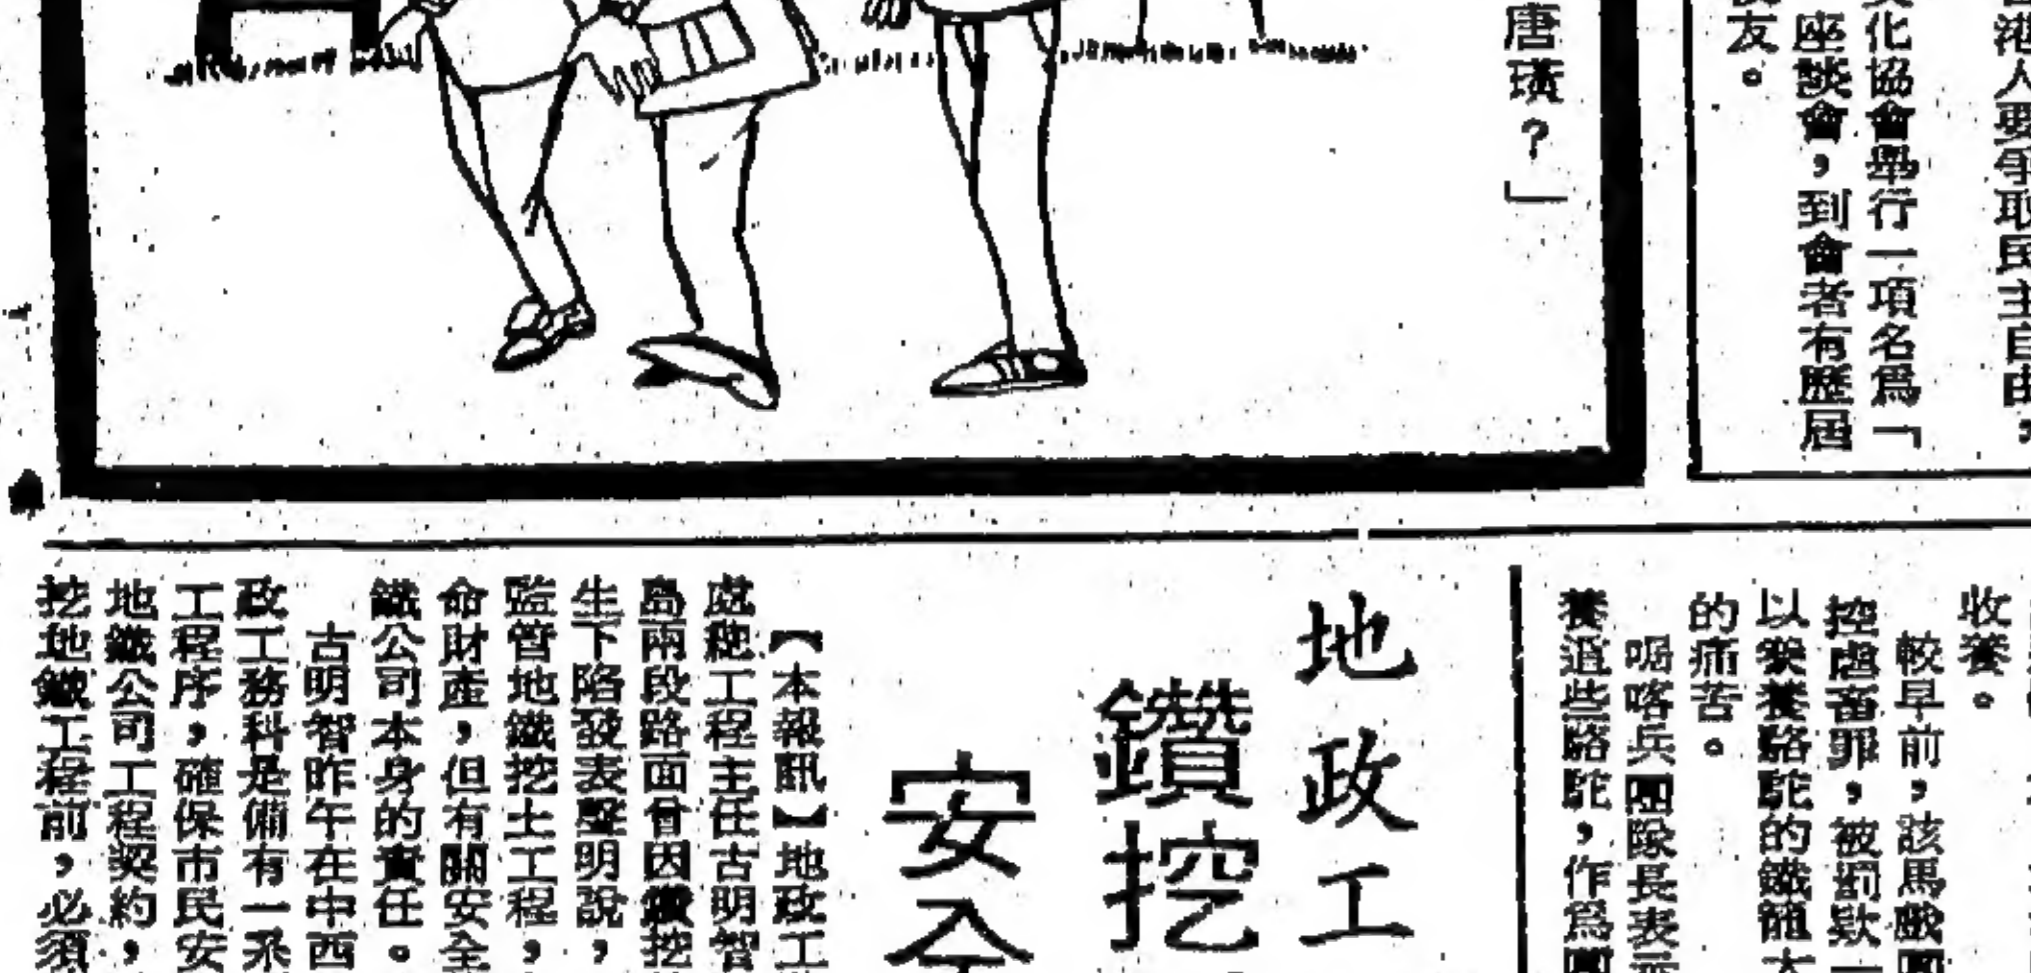 唐璜？」
香港人要爭取民主自由，
文化協會舉行一項名爲「
座談會，到會者有歷屆
校友。
收養。
較早前，該馬戲團
控虐畜罪，被罰款一
以豢養駱駝的鐵籠太
的痛苦。
啹喀兵團隊長表示
養這些駱駝，作爲團
地政工
鑽挖
安全
【本報訊】地政工
處總工程主任古明智
島兩段路面曾因鑽挖
生下陷發表聲明說，
監管地鐵挖土工程，
命財產，但有關安全
鐵公司本身的責任。
古明智昨午在中西
政工務科是備有一系
工程序，確保市民安
地鐵公司工程契約，
挖地鐵工程前，必須